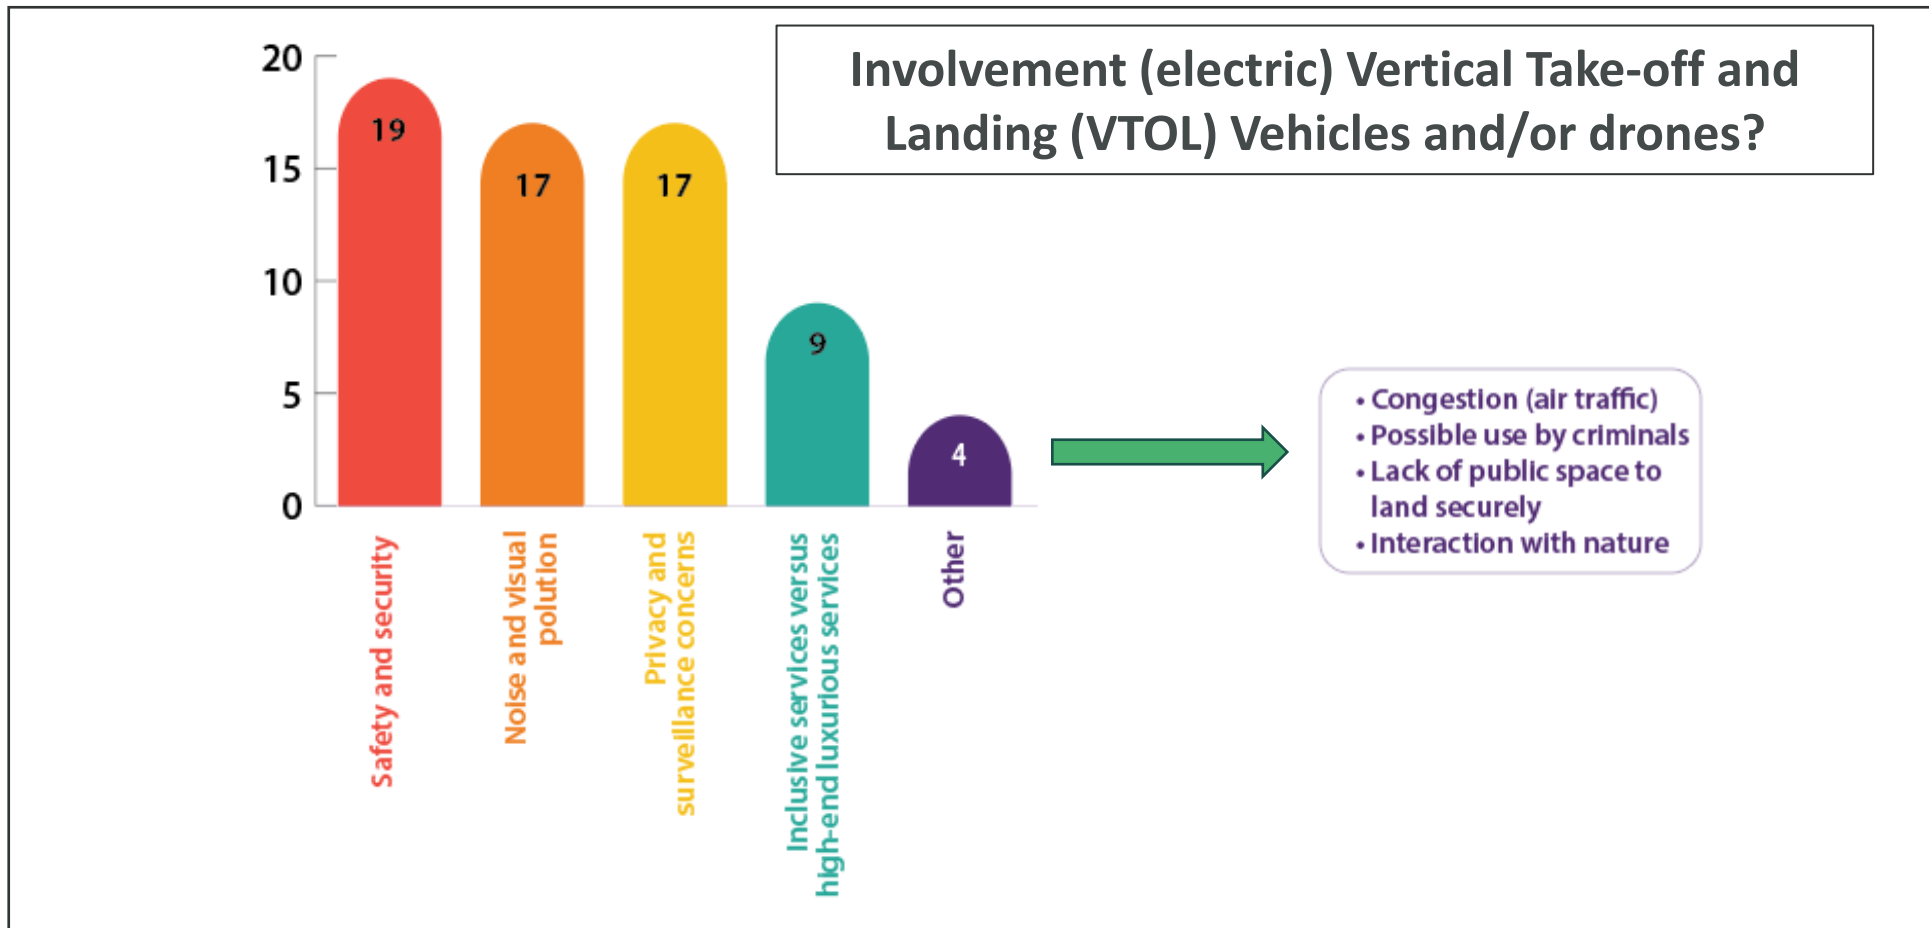 Involvement (electric) Vertical Take-off and
Landing (VTOL) Vehicles and/or drones?
20
15
10
5
0
19
17
17
9
4
Safety and security
Noise and visual
polution
Privacy and
surveillance concerns
Inclusive services versus
high-end luxurious services
Other
• Congestion (air traffic)
• Possible use by criminals
• Lack of public space to
land securely
• Interaction with nature